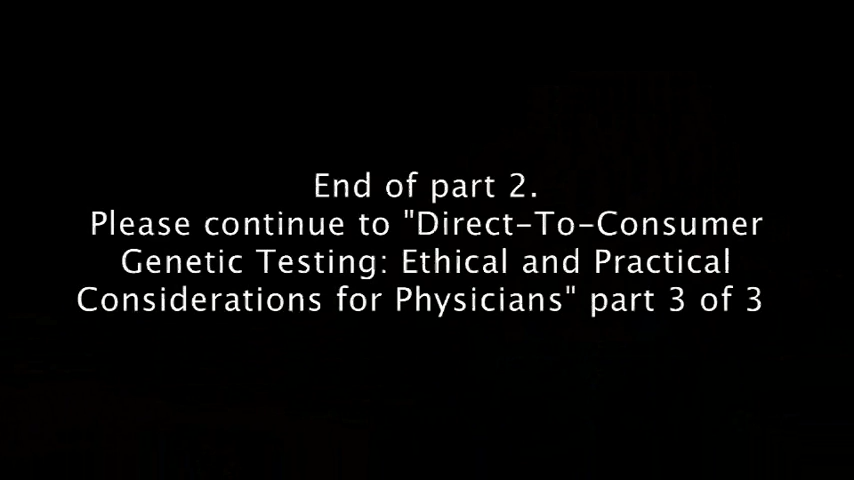 End of part 2.
Please continue to "Direct-To-Consumer
Genetic Testing: Ethical and Practical
Considerations for Physicians" part 3 of 3